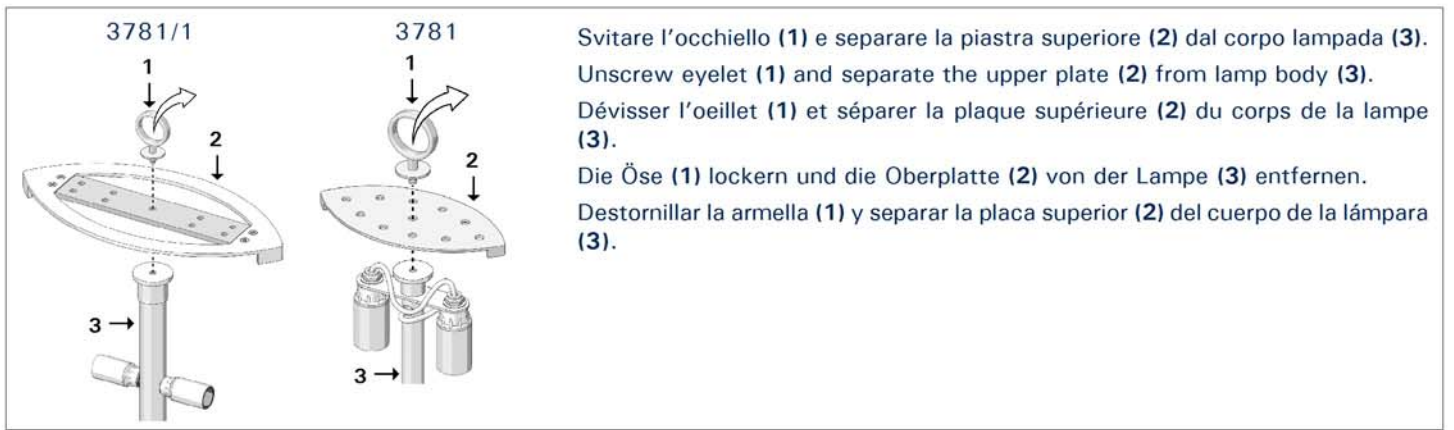 3781/1
3781
1
1
2
2
3
3
Svitare l'occhiello (1) e separare la piastra superiore (2) dal corpo lampada (3).
Unscrew eyelet (1) and separate the upper plate (2) from lamp body (3).
Dévisser l'oeillet (1) et séparer la plaque supérieure (2) du corps de la lampe
(3).
Die Öse (1) lockern und die Oberplatte (2) von der Lampe (3) entfernen.
Destornillar la armella (1) y separar la placa superior (2) del cuerpo de la lámpara
(3).